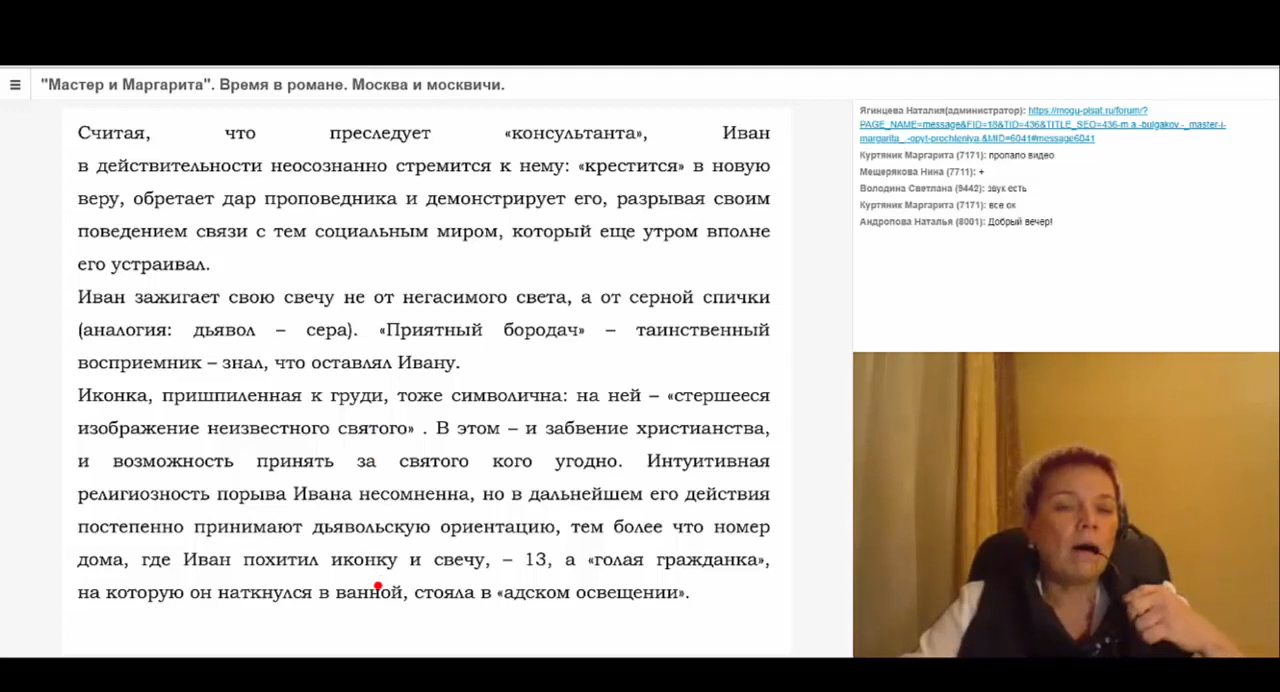 "Мастер и Маргарита". Время в романе. Москва и москвичи.
Считая, что преследует «консультанта», Иван
в действительности неосознанно стремится к нему: «крестится» в новую
веру, обретает дар проповедника и демонстрирует его, разрывая своим
поведением связи с тем социальным миром, который еще утром вполне
его устраивал.
Иван зажигает свою свечу не от негасимого света, а от серной спички
(аналогия: дьявол – сера). «Приятный бородач» – таинственный
восприемник – знал, что оставлял Ивану.
Иконка, пришпиленная к груди, тоже символична: на ней – «стершееся
изображение неизвестного святого» . В этом – и забвение христианства,
и возможность принять за святого кого угодно. Интуитивная
религиозность порыва Ивана несомненна, но в дальнейшем его действия
постепенно принимают дьявольскую ориентацию, тем более что номер
дома, где Иван похитил иконку и свечу, – 13, а «голая гражданка»,
на которую он наткнулся в ванной, стояла в «адском освещении».
Ягинцева Наталия(администратор): https://mogu-pisat.ru/forum/?
PAGE_NAME=message&FID=18&TID=436&TITLE_SEO=436-m.a.-bulgakov.-_master-i-
margarita_.-opyt-prochteniya.&MID=6041#message6041
Куртяник Маргарита (7171): пропало видео
Мещерякова Нина (7711): +
Володина Светлана (9442): звук есть
Куртяник Маргарита (7171): все ок
Андропова Наталья (8001): Добрый вечер!